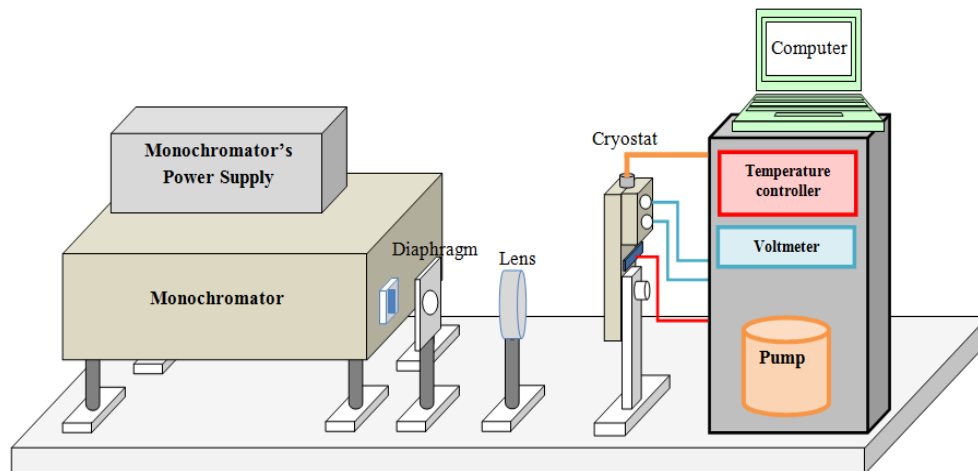 Computer
Monochromator's
Power Supply
Cryostat
Temperature
controller
Diaphragm
Lens
Voltmeter
Monochromator
Pump